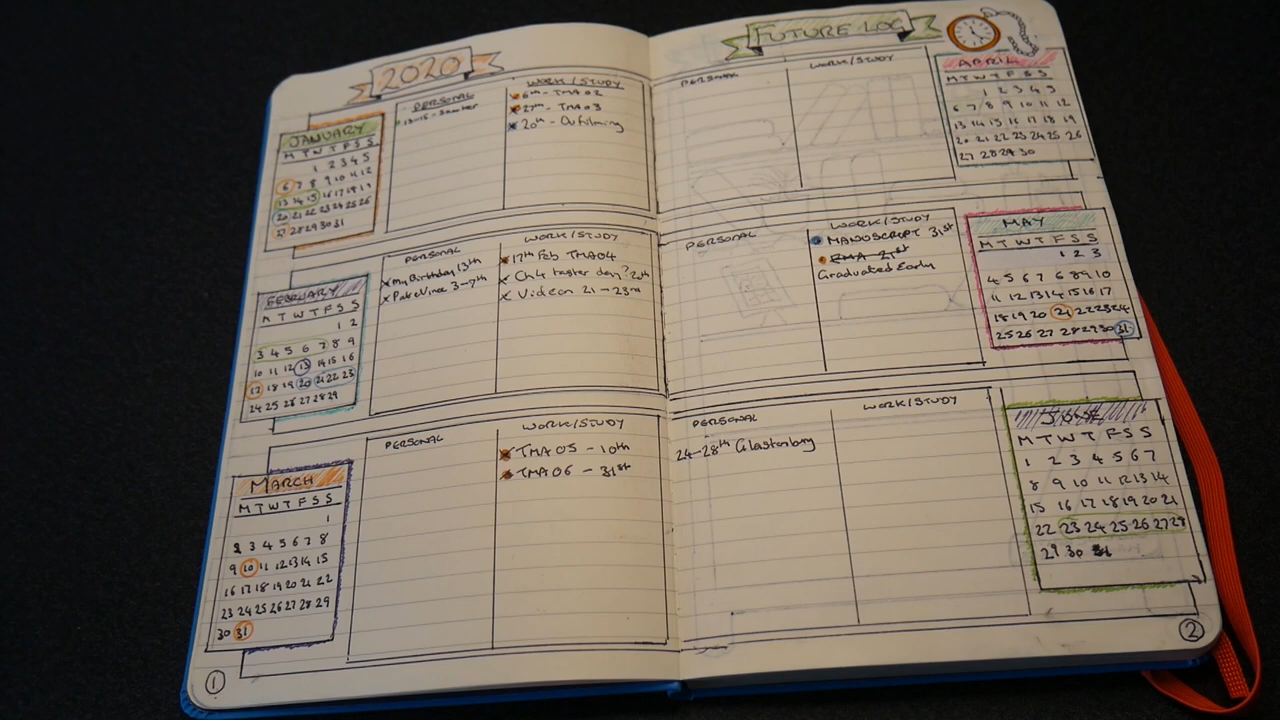 2020
JANUARY
M T W T F S S
1 2 3 4 5
6 7 8 9 10 11 12
13 14 15 16 17 18 19
20 21 22 23 24 25 26
27 28 29 30 31
PERSONAL
WORK/STUDY
6th - TMA 02
27th - TMA 03
20th - OU filming
FEBRUARY
M T W T F S S
1 2
3 4 5 6 7 8 9
10 11 12 13 14 15 16
17 18 19 20 21 22 23
24 25 26 27 28 29
PERSONAL
x My Birthday 13th
3-7th
WORK/STUDY
x 17th Feb TMA04
x Ch4 taster day? 20th
x Videon 21-23rd
MARCH
M T W T F S S
1
2 3 4 5 6 7 8
9 10 11 12 13 14 15
16 17 18 19 20 21 22
23 24 25 26 27 28 29
30 31
PERSONAL
WORK/STUDY
TMA 05 - 10th
TMA 06 - 31st
1
FUTURE LOG
PERSONAL
WORK/STUDY
APRIL
M T W T F S S
1 2 3 4 5
6 7 8 9 10 11 12
13 14 15 16 17 18 19
20 21 22 23 24 25 26
27 28 29 30
PERSONAL
WORK/STUDY
MANUSCRIPT 31st
EMA 21st
Graduated Early
MAY
M T W T F S S
1 2 3
4 5 6 7 8 9 10
11 12 13 14 15 16 17
18 19 20 21 22 23 24
25 26 27 28 29 30 31
PERSONAL
24-28th Glastonbury
WORK/STUDY
JUNE
M T W T F S S
1 2 3 4 5 6 7
8 9 10 11 12 13 14
15 16 17 18 19 20 21
22 23 24 25 26 27 28
29 30 31
2